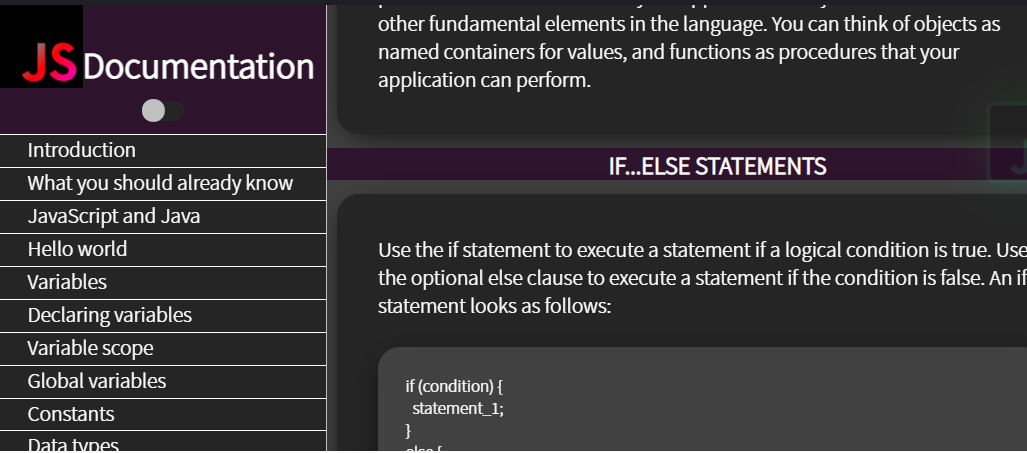 JS Documentation
Introduction
What you should already know
JavaScript and Java
Hello world
Variables
Declaring variables
Variable scope
Global variables
Constants
Data types
other fundamental elements in the language. You can think of objects as
named containers for values, and functions as procedures that your
application can perform.
IF...ELSE STATEMENTS
Use the if statement to execute a statement if a logical condition is true. Use
the optional else clause to execute a statement if the condition is false. An if
statement looks as follows:
if (condition) {
  statement_1;
}
else {